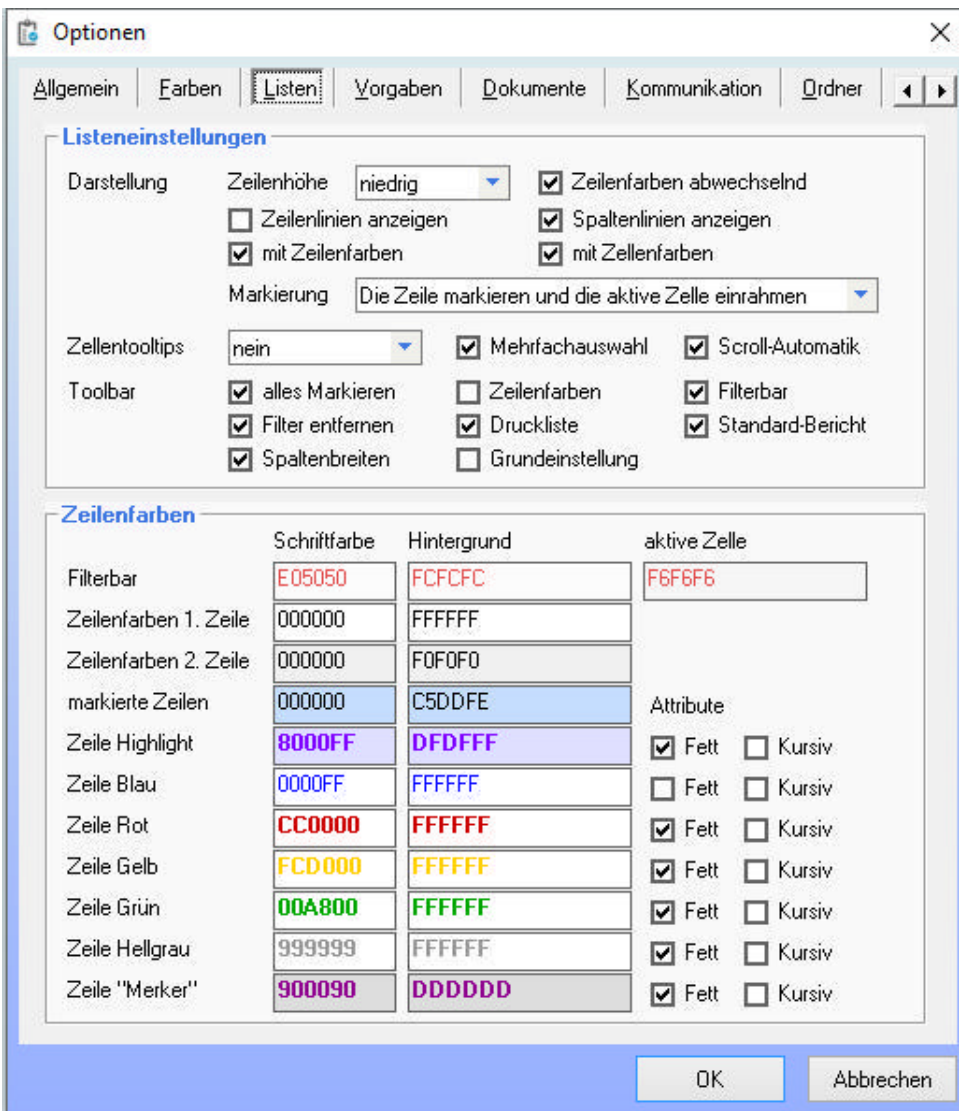 Optionen
Allgemein Farben Listen Vorgaben Dokumente Kommunikation Ordner
Listeneinstellungen
Darstellung Zeilenhöhe niedrig Zeilenfarben abwechselnd
Zeilenlinien anzeigen Spaltenlinien anzeigen
mit Zeilenfarben mit Zellenfarben
Markierung Die Zeile markieren und die aktive Zelle einrahmen
Zellentooltips nein Mehrfachauswahl Scroll-Automatik
Toolbar alles Markieren Zeilenfarben Filterbar
Filter entfernen Druckliste Standard-Bericht
Spaltenbreiten Grundeinstellung
Zeilenfarben
Schriftfarbe Hintergrund aktive Zelle
Filterbar E05050 FCFCFC F6F6F6
Zeilenfarben 1. Zeile 000000 FFFFFF
Zeilenfarben 2. Zeile 000000 F0F0F0
markierte Zeilen 000000 C5DDFE Attribute
Zeile Highlight 8000FF DFDFFF Fett Kursiv
Zeile Blau 0000FF FFFFFF Fett Kursiv
Zeile Rot CC0000 FFFFFF Fett Kursiv
Zeile Gelb FCD000 FFFFFF Fett Kursiv
Zeile Grün 00A800 FFFFFF Fett Kursiv
Zeile Hellgrau 999999 FFFFFF Fett Kursiv
Zeile "Merker" 900090 DDDDDD Fett Kursiv
OK Abbrechen